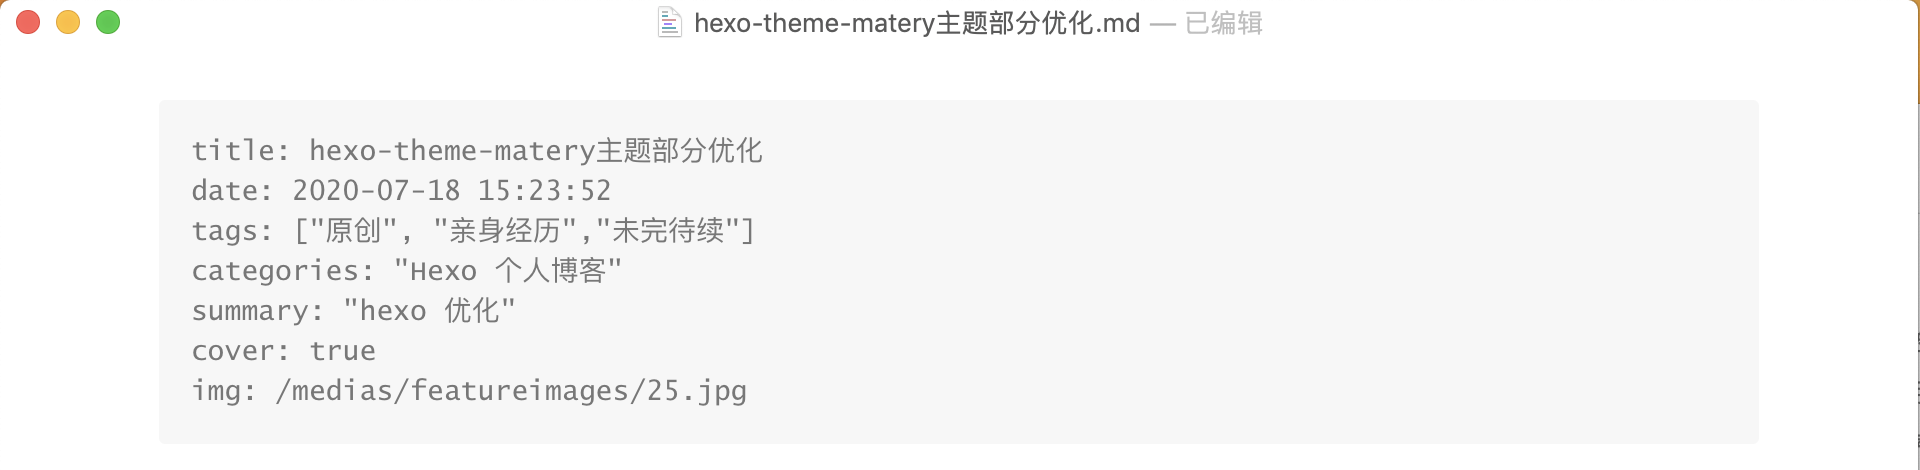 hexo-theme-matery主题部分优化.md — 已编辑
title: hexo-theme-matery主题部分优化
date: 2020-07-18 15:23:52
tags: ["原创", "亲身经历","未完待续"]
categories: "Hexo 个人博客"
summary: "hexo 优化"
cover: true
img: /medias/featureimages/25.jpg